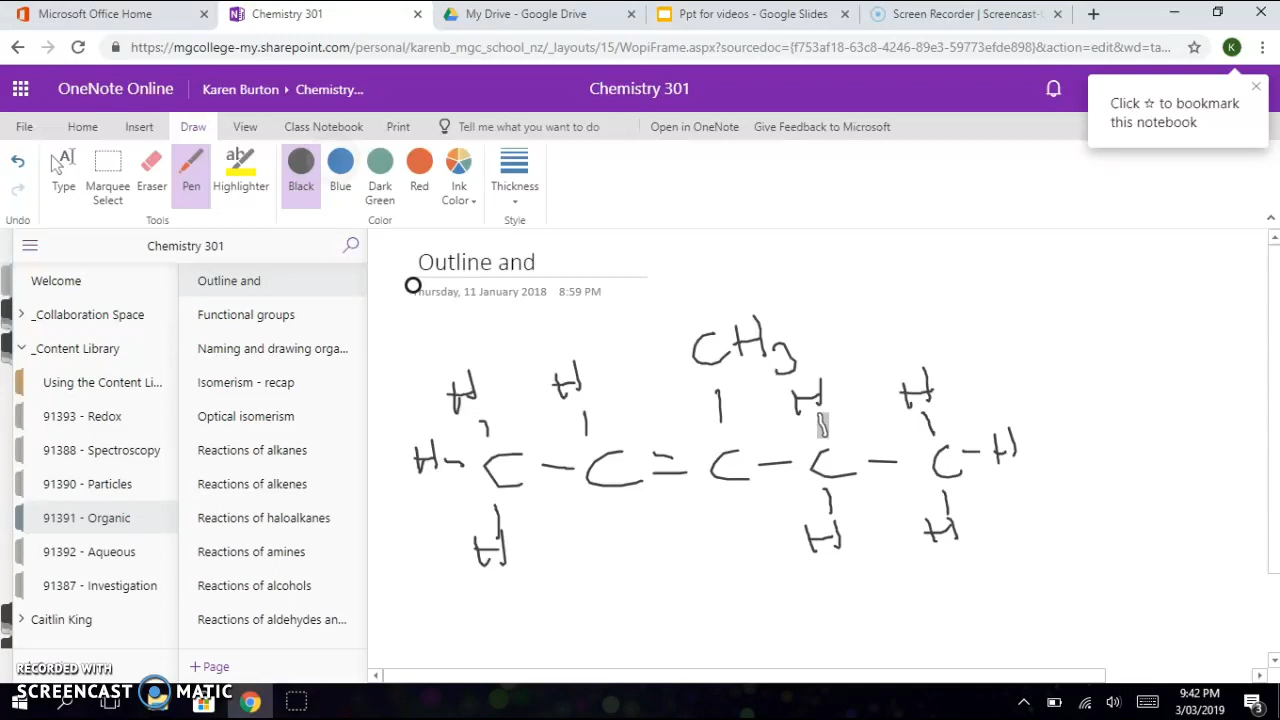 Microsoft Office Home
Chemistry 301
My Drive - Google Drive
Ppt for videos - Google Slides
Screen Recorder | Screencast-
https://mgcollege-my.sharepoint.com/personal/karenb_mgc_school_nz/_layouts/15/WopiFrame.aspx?sourcedoc={f753af18-63c8-4246-89e3-59773efde898}&action=edit&wd=ta...
K
OneNote Online
Karen Burton › Chemistry...
Chemistry 301
Click ☆ to bookmark
this notebook
File
Home
Insert
Draw
View
Class Notebook
Print
Tell me what you want to do
Open in OneNote
Give Feedback to Microsoft
Undo
Type
Marquee
Select
Eraser
Pen
Highlighter
Tools
Black
Blue
Dark
Green
Red
Ink
Color
Color
Thickness
Style
Chemistry 301
Welcome
_Collaboration Space
_Content Library
Using the Content Li...
91393 - Redox
91388 - Spectroscopy
91390 - Particles
91391 - Organic
91392 - Aqueous
91387 - Investigation
Caitlin King
Outline and
Functional groups
Naming and drawing orga...
Isomerism - recap
Optical isomerism
Reactions of alkanes
Reactions of alkenes
Reactions of haloalkanes
Reactions of amines
Reactions of alcohols
Reactions of aldehydes an...
+ Page
Outline and
Thursday, 11 January 2018 8:59 PM
CH3
H H H H
H - C - C = C - C - C - H
H H H
RECORDED WITH
SCREENCAST MATIC
9:42 PM
3/03/2019
3